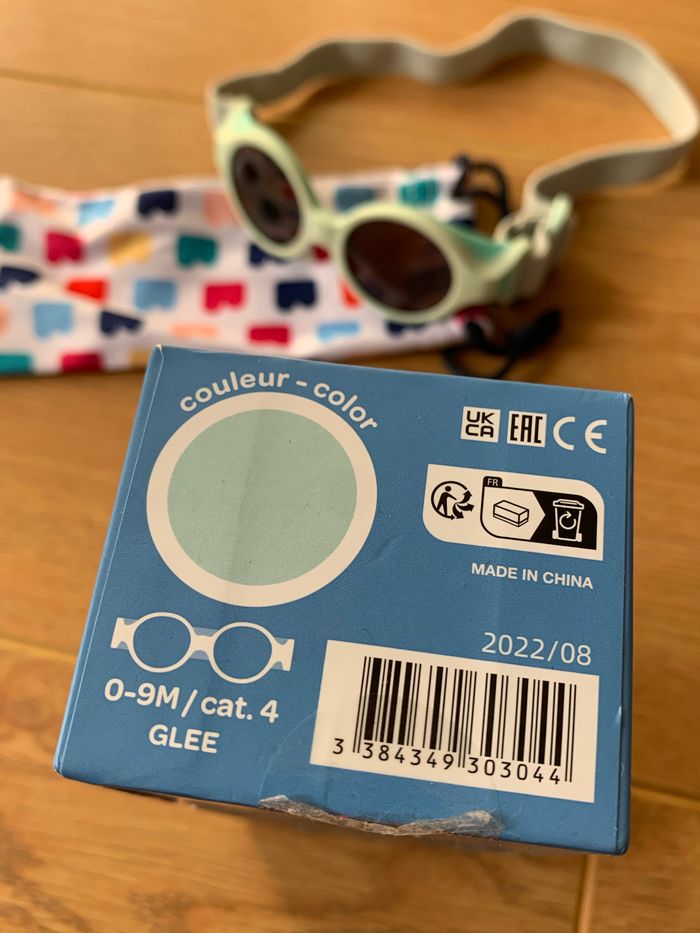 couleur - color
UK
CA
EAC
CE
FR
MADE IN CHINA
2022/08
0-9M / cat. 4
GLEE
3 384349 303044